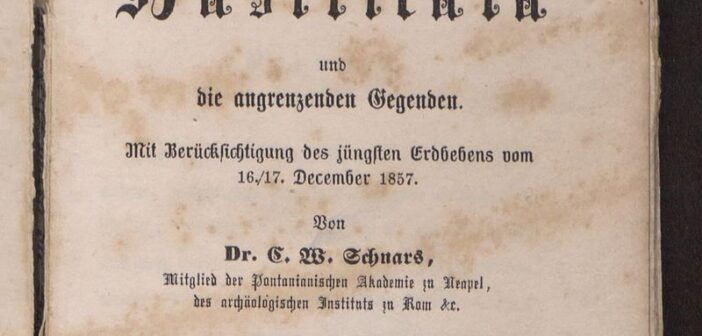 und
die angrenzenden Gegenden.
Mit Berücksichtigung des jüngsten Erdbebens vom
16./17. December 1857.
Von
Dr. C. W. Schnars,
Mitglied der Pontanianischen Akademie zu Neapel,
des archäologischen Instituts zu Rom &c.